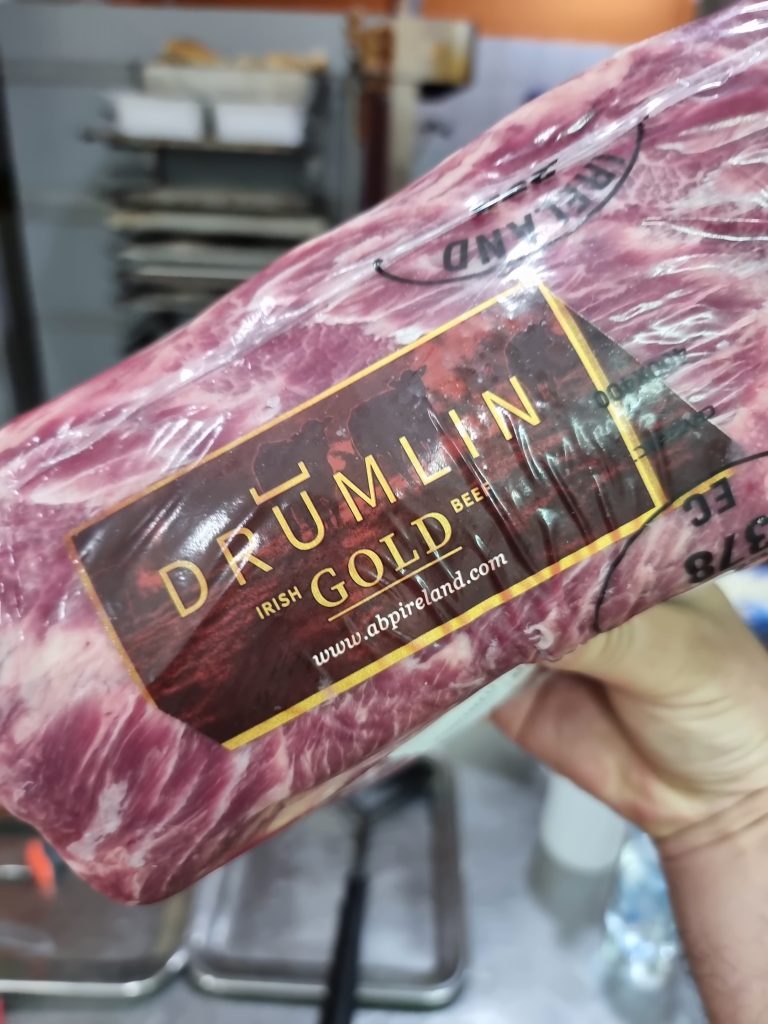 IRELAND
DRUMLIN
IRISH GOLD BEEF
www.abpireland.com
378
EC